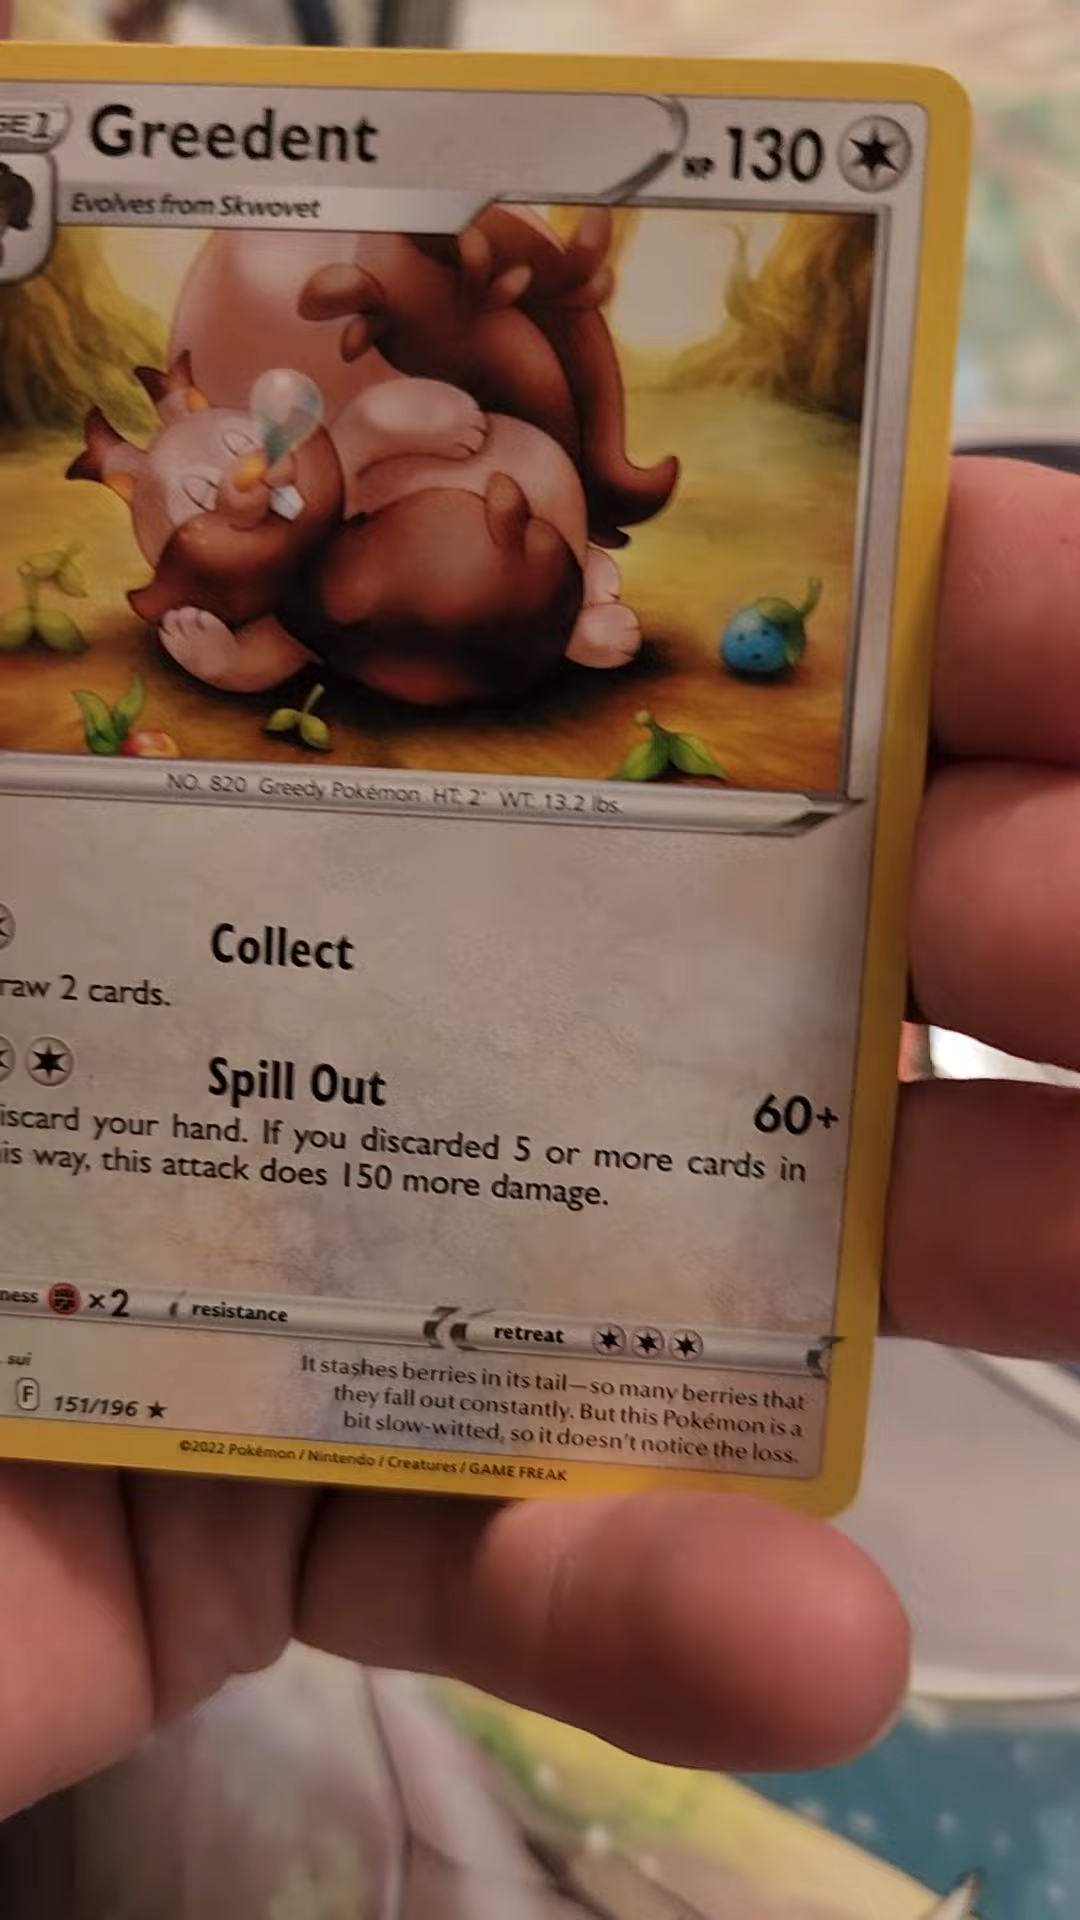 Greedent
HP 130
Evolves from Skwovet
NO. 820 Greedy Pokémon HT: 2' WT: 13.2 lbs.
Collect
raw 2 cards.
Spill Out 60+
iscard your hand. If you discarded 5 or more cards in
is way, this attack does 150 more damage.
ness ×2 resistance retreat
sui
It stashes berries in its tail—so many berries that
they fall out constantly. But this Pokémon is a
bit slow-witted, so it doesn't notice the loss.
F 151/196 ★
©2022 Pokémon / Nintendo / Creatures / GAME FREAK